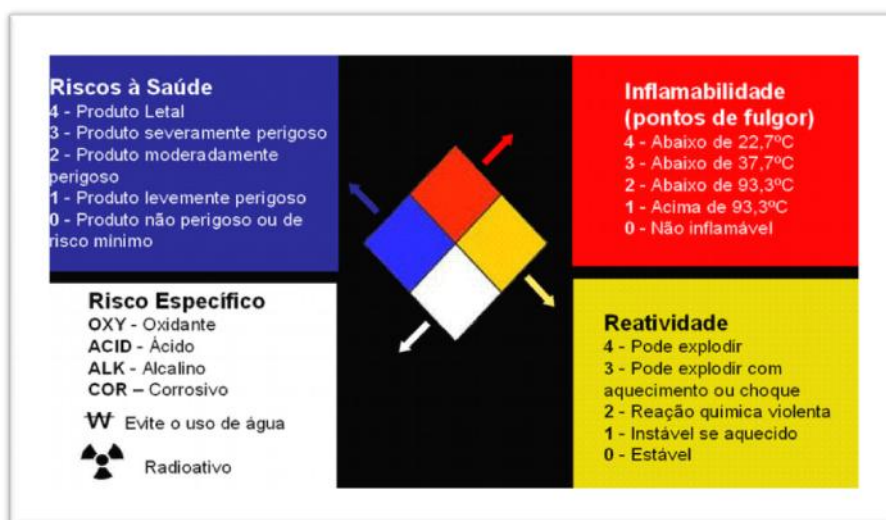 Riscos à Saúde
4 - Produto Letal
3 - Produto severamente perigoso
2 - Produto moderadamente
perigoso
1 - Produto levemente perigoso
0 - Produto não perigoso ou de
risco mínimo
Inflamabilidade
(pontos de fulgor)
4 - Abaixo de 22,7ºC
3 - Abaixo de 37,7ºC
2 - Abaixo de 93,3ºC
1 - Acima de 93,3ºC
0 - Não inflamável
Risco Específico
OXY - Oxidante
ACID - Ácido
ALK - Alcalino
COR – Corrosivo
W Evite o uso de água
Radioativo
Reatividade
4 - Pode explodir
3 - Pode explodir com
aquecimento ou choque
2 - Reação química violenta
1 - Instável se aquecido
0 - Estável